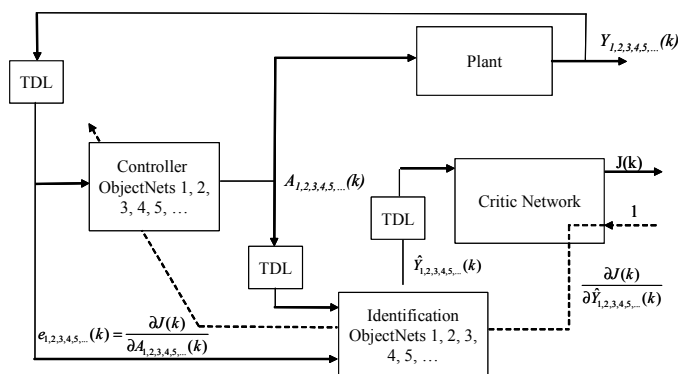 Y1,2,3,4,5,...(k)
Plant
TDL
Controller
ObjectNets 1, 2,
3, 4, 5, …
A1,2,3,4,5,...(k)
J(k)
Critic Network
TDL
1
TDL
Ŷ1,2,3,4,5,...(k)
∂J(k)
∂Ŷ1,2,3,4,5,...(k)
Identification
ObjectNets 1, 2, 3,
4, 5, …
e1,2,3,4,5,...(k) = ∂J(k)
∂A1,2,3,4,5,...(k)